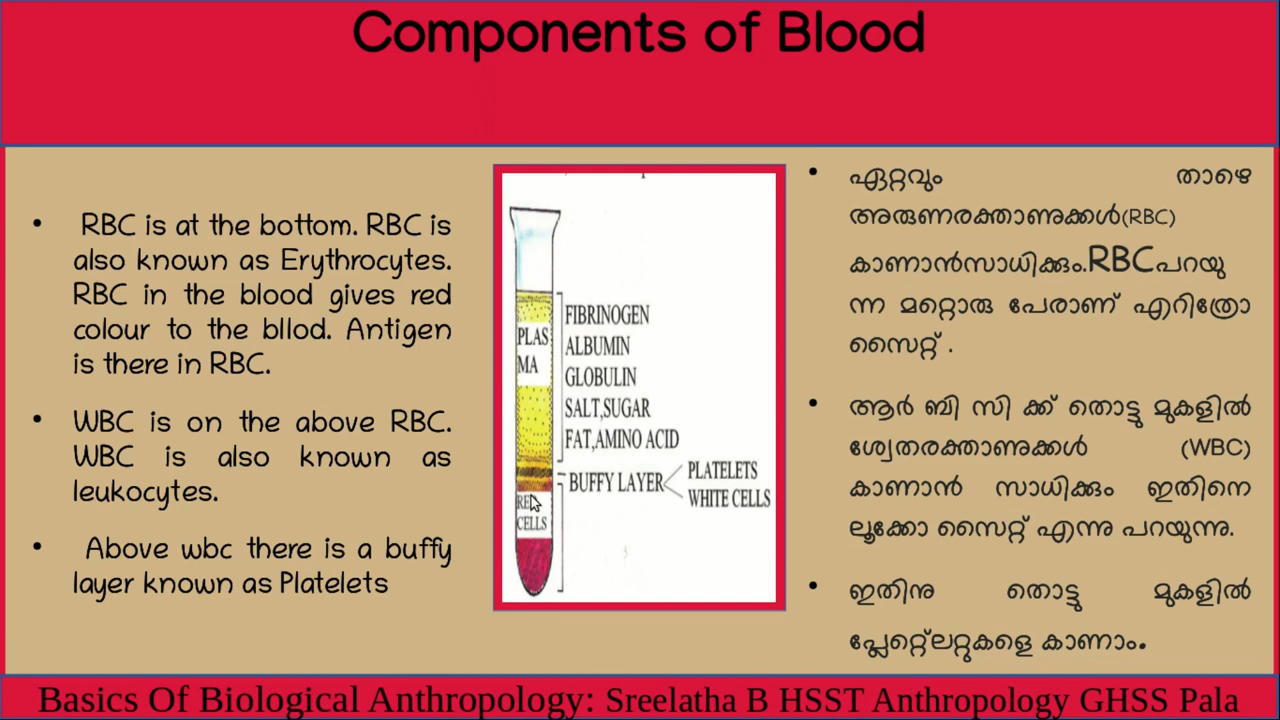 Components of Blood
• RBC is at the bottom. RBC is
also known as Erythrocytes.
RBC in the blood gives red
colour to the bllod. Antigen
is there in RBC.
• WBC is on the above RBC.
WBC is also known as
leukocytes.
• Above wbc there is a buffy
layer known as Platelets
PLAS
MA
FIBRINOGEN
ALBUMIN
GLOBULIN
SALT,SUGAR
FAT,AMINO ACID
BUFFY LAYER
PLATELETS
WHITE CELLS
CELLS
• ഏറ്റവും താഴെ
അരുണരക്താണുക്കൾ(RBC)
കാണാൻസാധിക്കും.RBCപറയു
ന്ന മറ്റൊരു പേരാണ് എറിത്രോ
സൈറ്റ് .
• ആർ ബി സി ക്ക് തൊട്ടു മുകളിൽ
ശ്വേതരക്താണുക്കൾ (WBC)
കാണാൻ സാധിക്കും ഇതിനെ
ലൂക്കോ സൈറ്റ് എന്നു പറയുന്നു.
• ഇതിനു തൊട്ടു മുകളിൽ
പ്ലേറ്റ്ലെറ്റുകളെ കാണാം.
Basics Of Biological Anthropology: Sreelatha B HSST Anthropology GHSS Pala